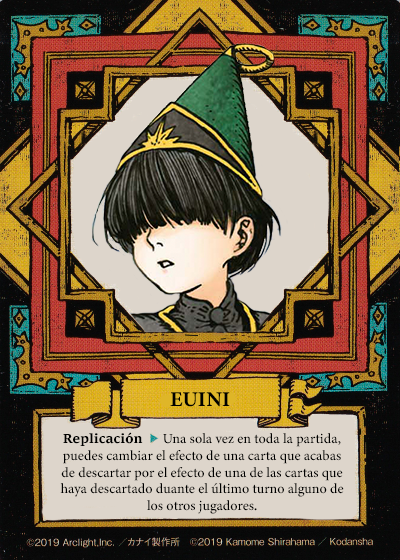 EUINI
Replicación ▶ Una sola vez en toda la partida,
puedes cambiar el efecto de una carta que acabas
de descartar por el efecto de una de las cartas que
haya descartado duante el último turno alguno de
los otros jugadores.
©2019 Arclight,Inc. ／カナイ製作所 ©2019 Kamome Shirahama ／ Kodansha